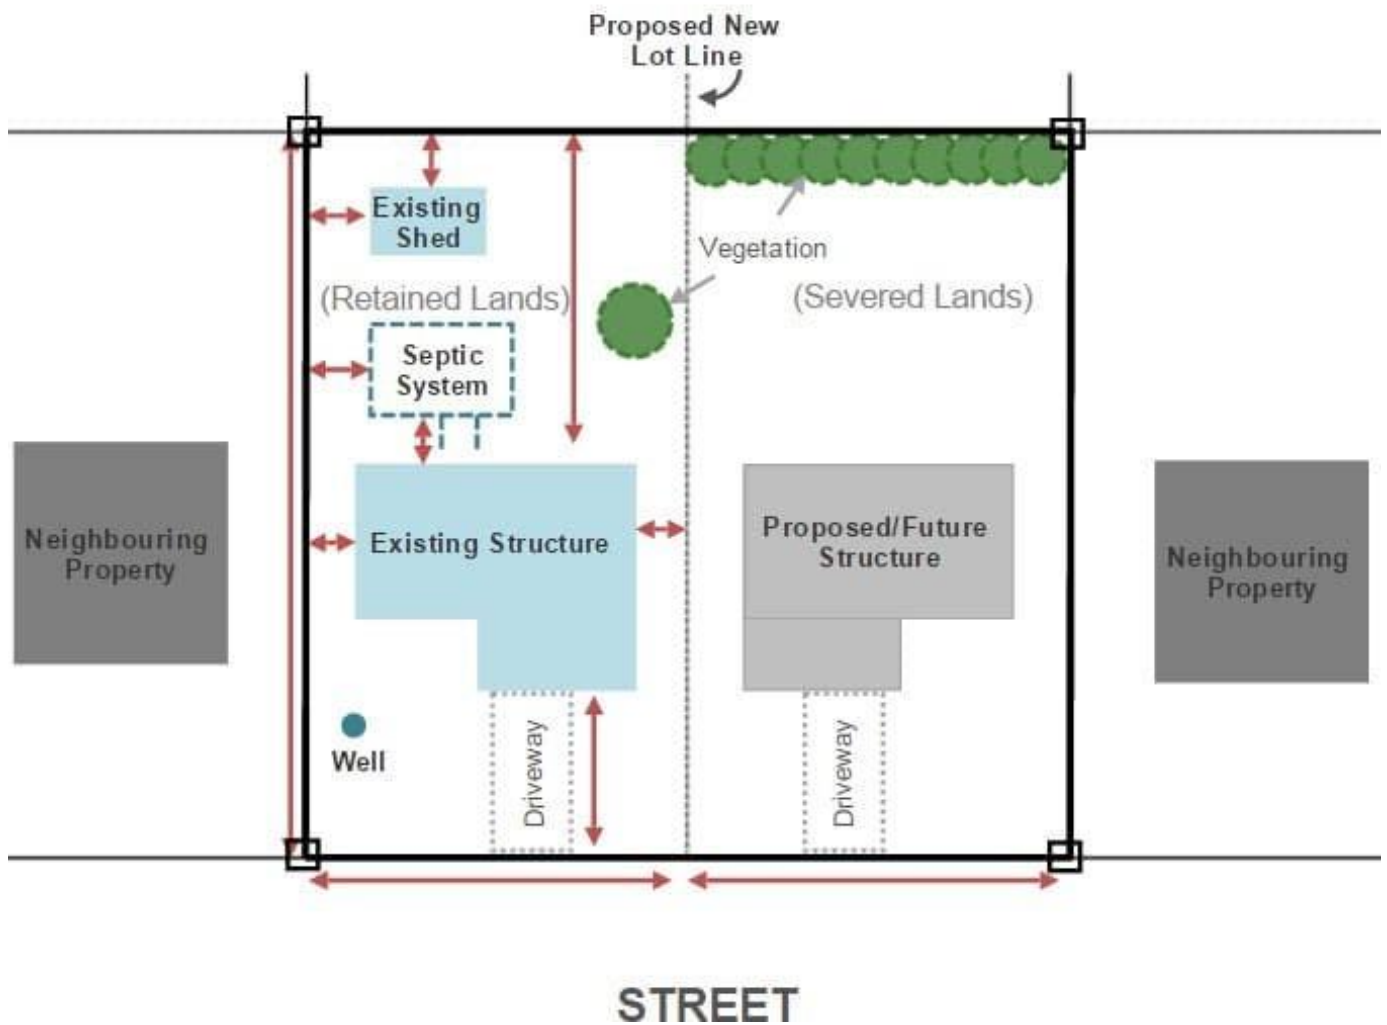 Proposed New
Lot Line
Existing
Shed
Vegetation
(Retained Lands)
(Severed Lands)
Septic
System
Neighbouring
Property
Existing Structure
Proposed/Future
Structure
Neighbouring
Property
Well
Driveway
Driveway
STREET